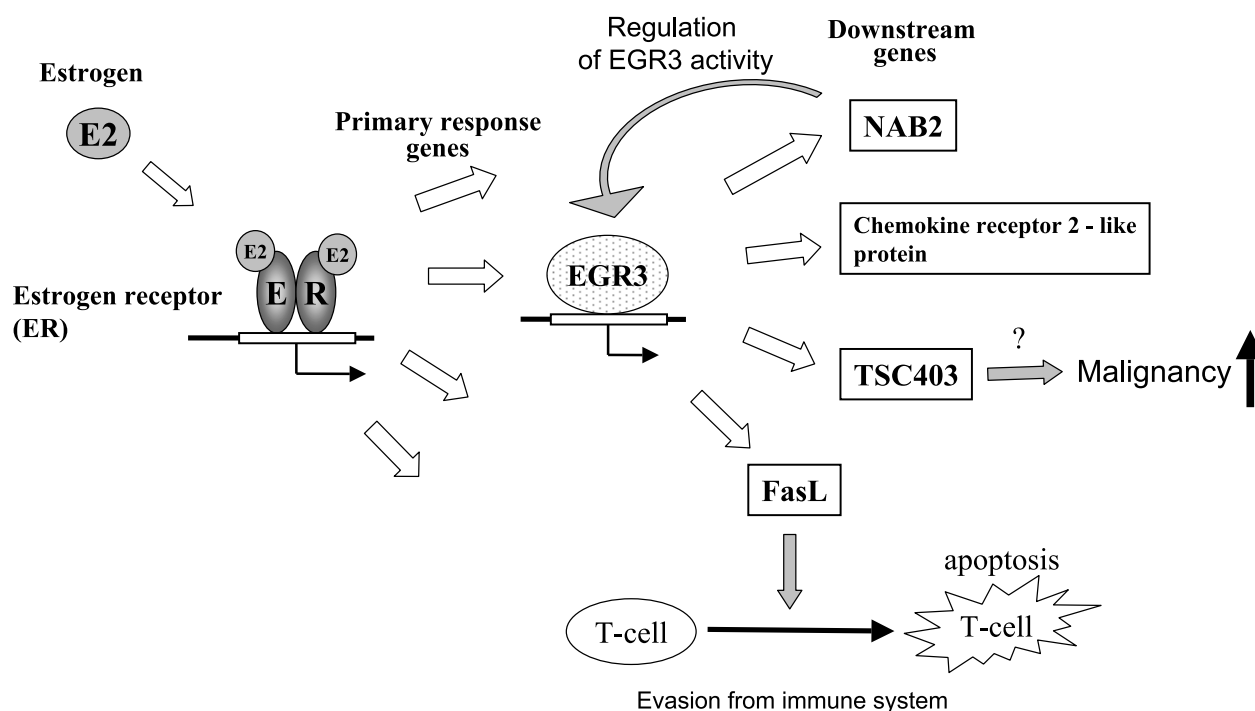 Regulation
of EGR3 activity
Downstream
genes
Estrogen
E2
Primary response
genes
NAB2
E2
E2
Chemokine receptor 2 - like
protein
Estrogen receptor
(ER)
E R
EGR3
?
TSC403
Malignancy
FasL
apoptosis
T-cell
T-cell
Evasion from immune system